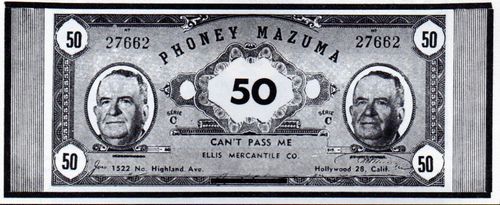 50 50
Nº Nº
27662 27662
PHONEY MAZUMA
50
SERIE C SERIE C
CAN'T PASS ME
ELLIS MERCANTILE CO
50 50
1522 No. Highland Ave. Hollywood 28, Calif.